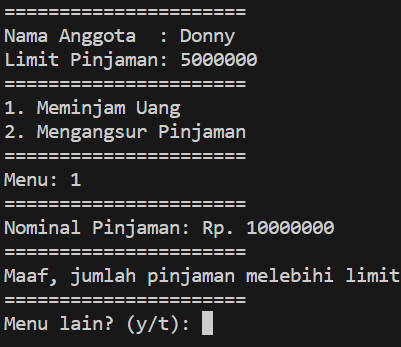 ======================
Nama Anggota  : Donny
Limit Pinjaman: 5000000
======================
1. Meminjam Uang
2. Mengangsur Pinjaman
======================
Menu: 1
======================
Nominal Pinjaman: Rp. 10000000
======================
Maaf, jumlah pinjaman melebihi limit
======================
Menu lain? (y/t):